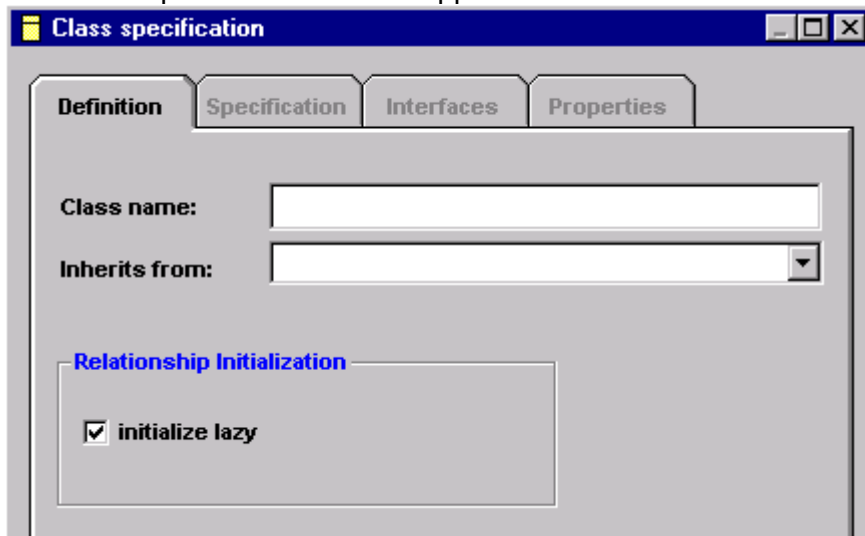 Class specification
Definition Specification Interfaces Properties
Class name:
Inherits from:
Relationship Initialization
initialize lazy